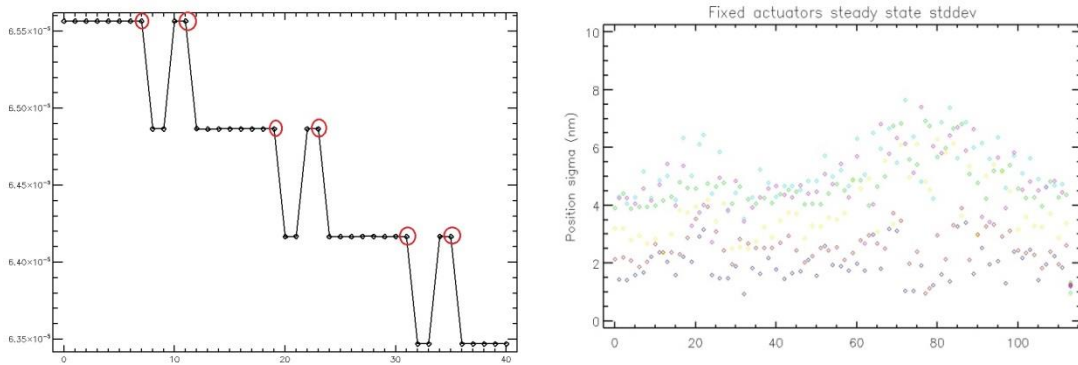 6.55×10⁻⁵
6.50×10⁻⁵
6.45×10⁻⁵
6.40×10⁻⁵
6.35×10⁻⁵
0 10 20 30 40
Fixed actuators steady state stddev
Position sigma (nm)
10
8
6
4
2
0
0 20 40 60 80 100